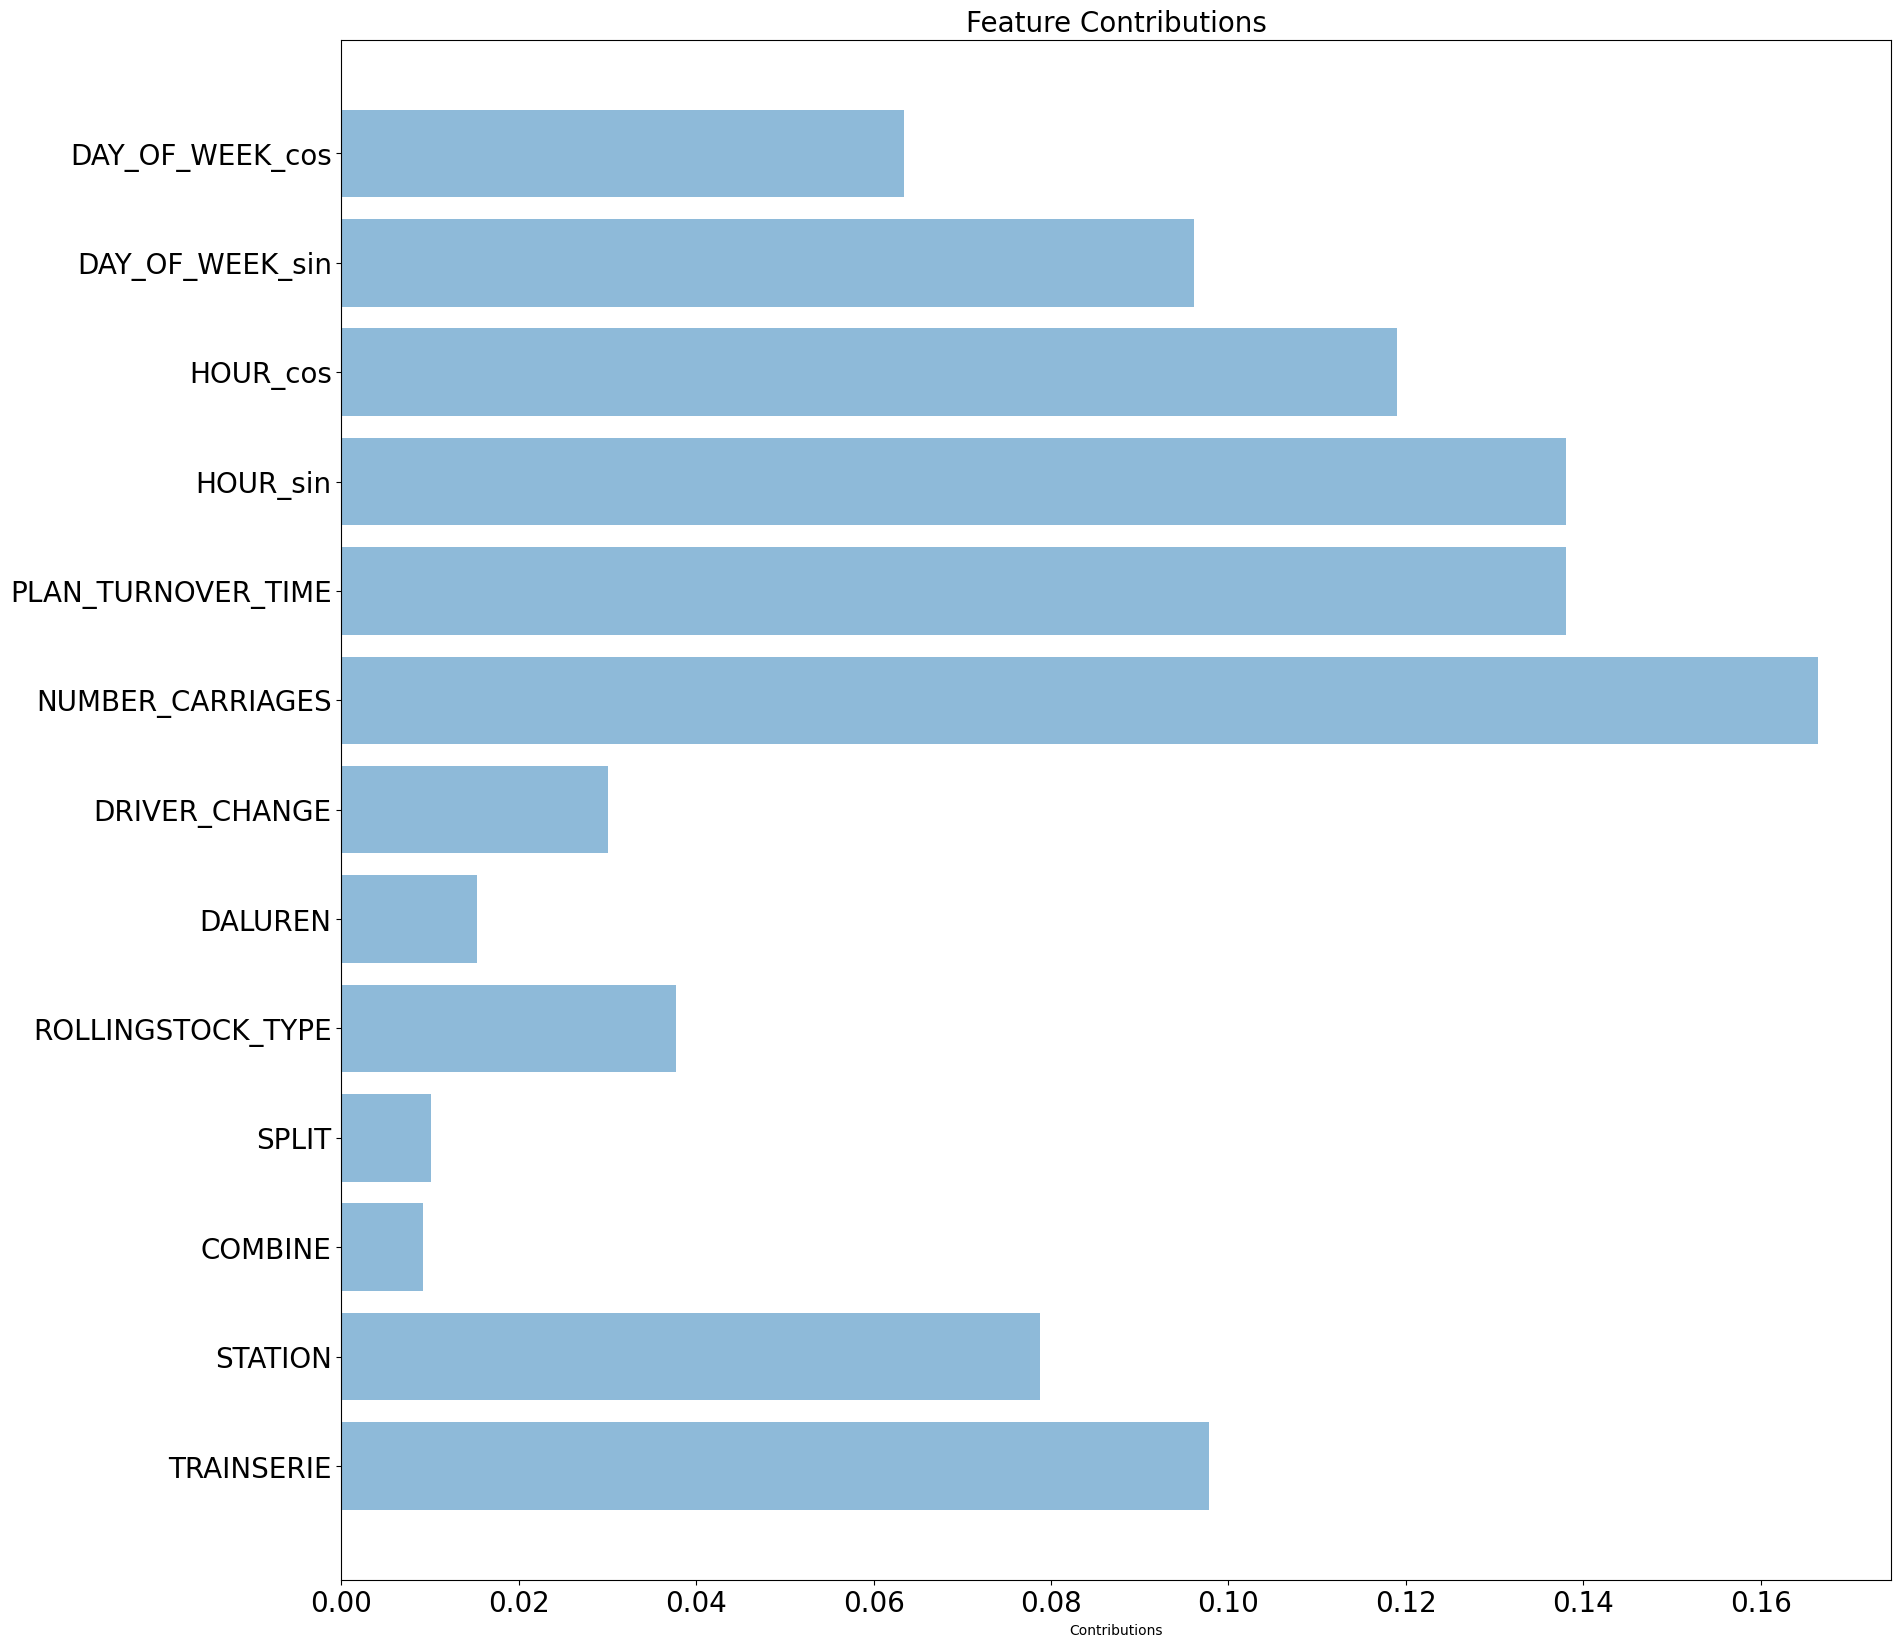 Feature Contributions
DAY_OF_WEEK_cos
DAY_OF_WEEK_sin
HOUR_cos
HOUR_sin
PLAN_TURNOVER_TIME
NUMBER_CARRIAGES
DRIVER_CHANGE
DALUREN
ROLLINGSTOCK_TYPE
SPLIT
COMBINE
STATION
TRAINSERIE
0.00 0.02 0.04 0.06 0.08 0.10 0.12 0.14 0.16
Contributions